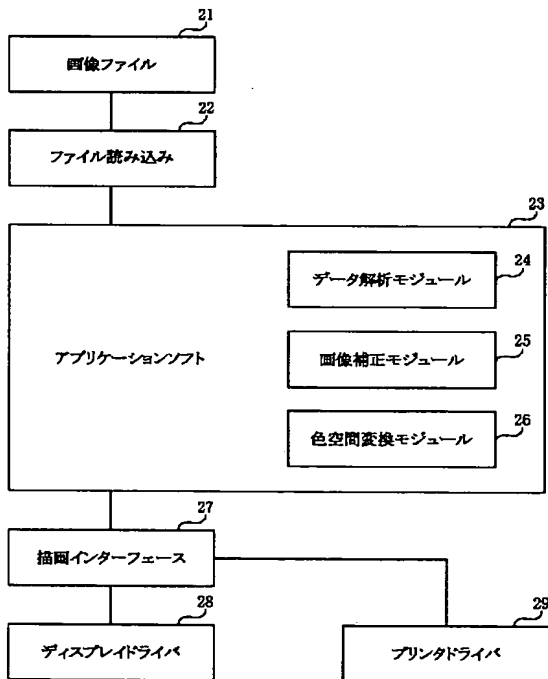 21
画像ファイル
22
ファイル読み込み
23
24
データ解析モジュール
アプリケーションソフト
25
画像補正モジュール
26
色空間変換モジュール
27
描画インターフェース
28
ディスプレイドライバ
29
プリンタドライバ